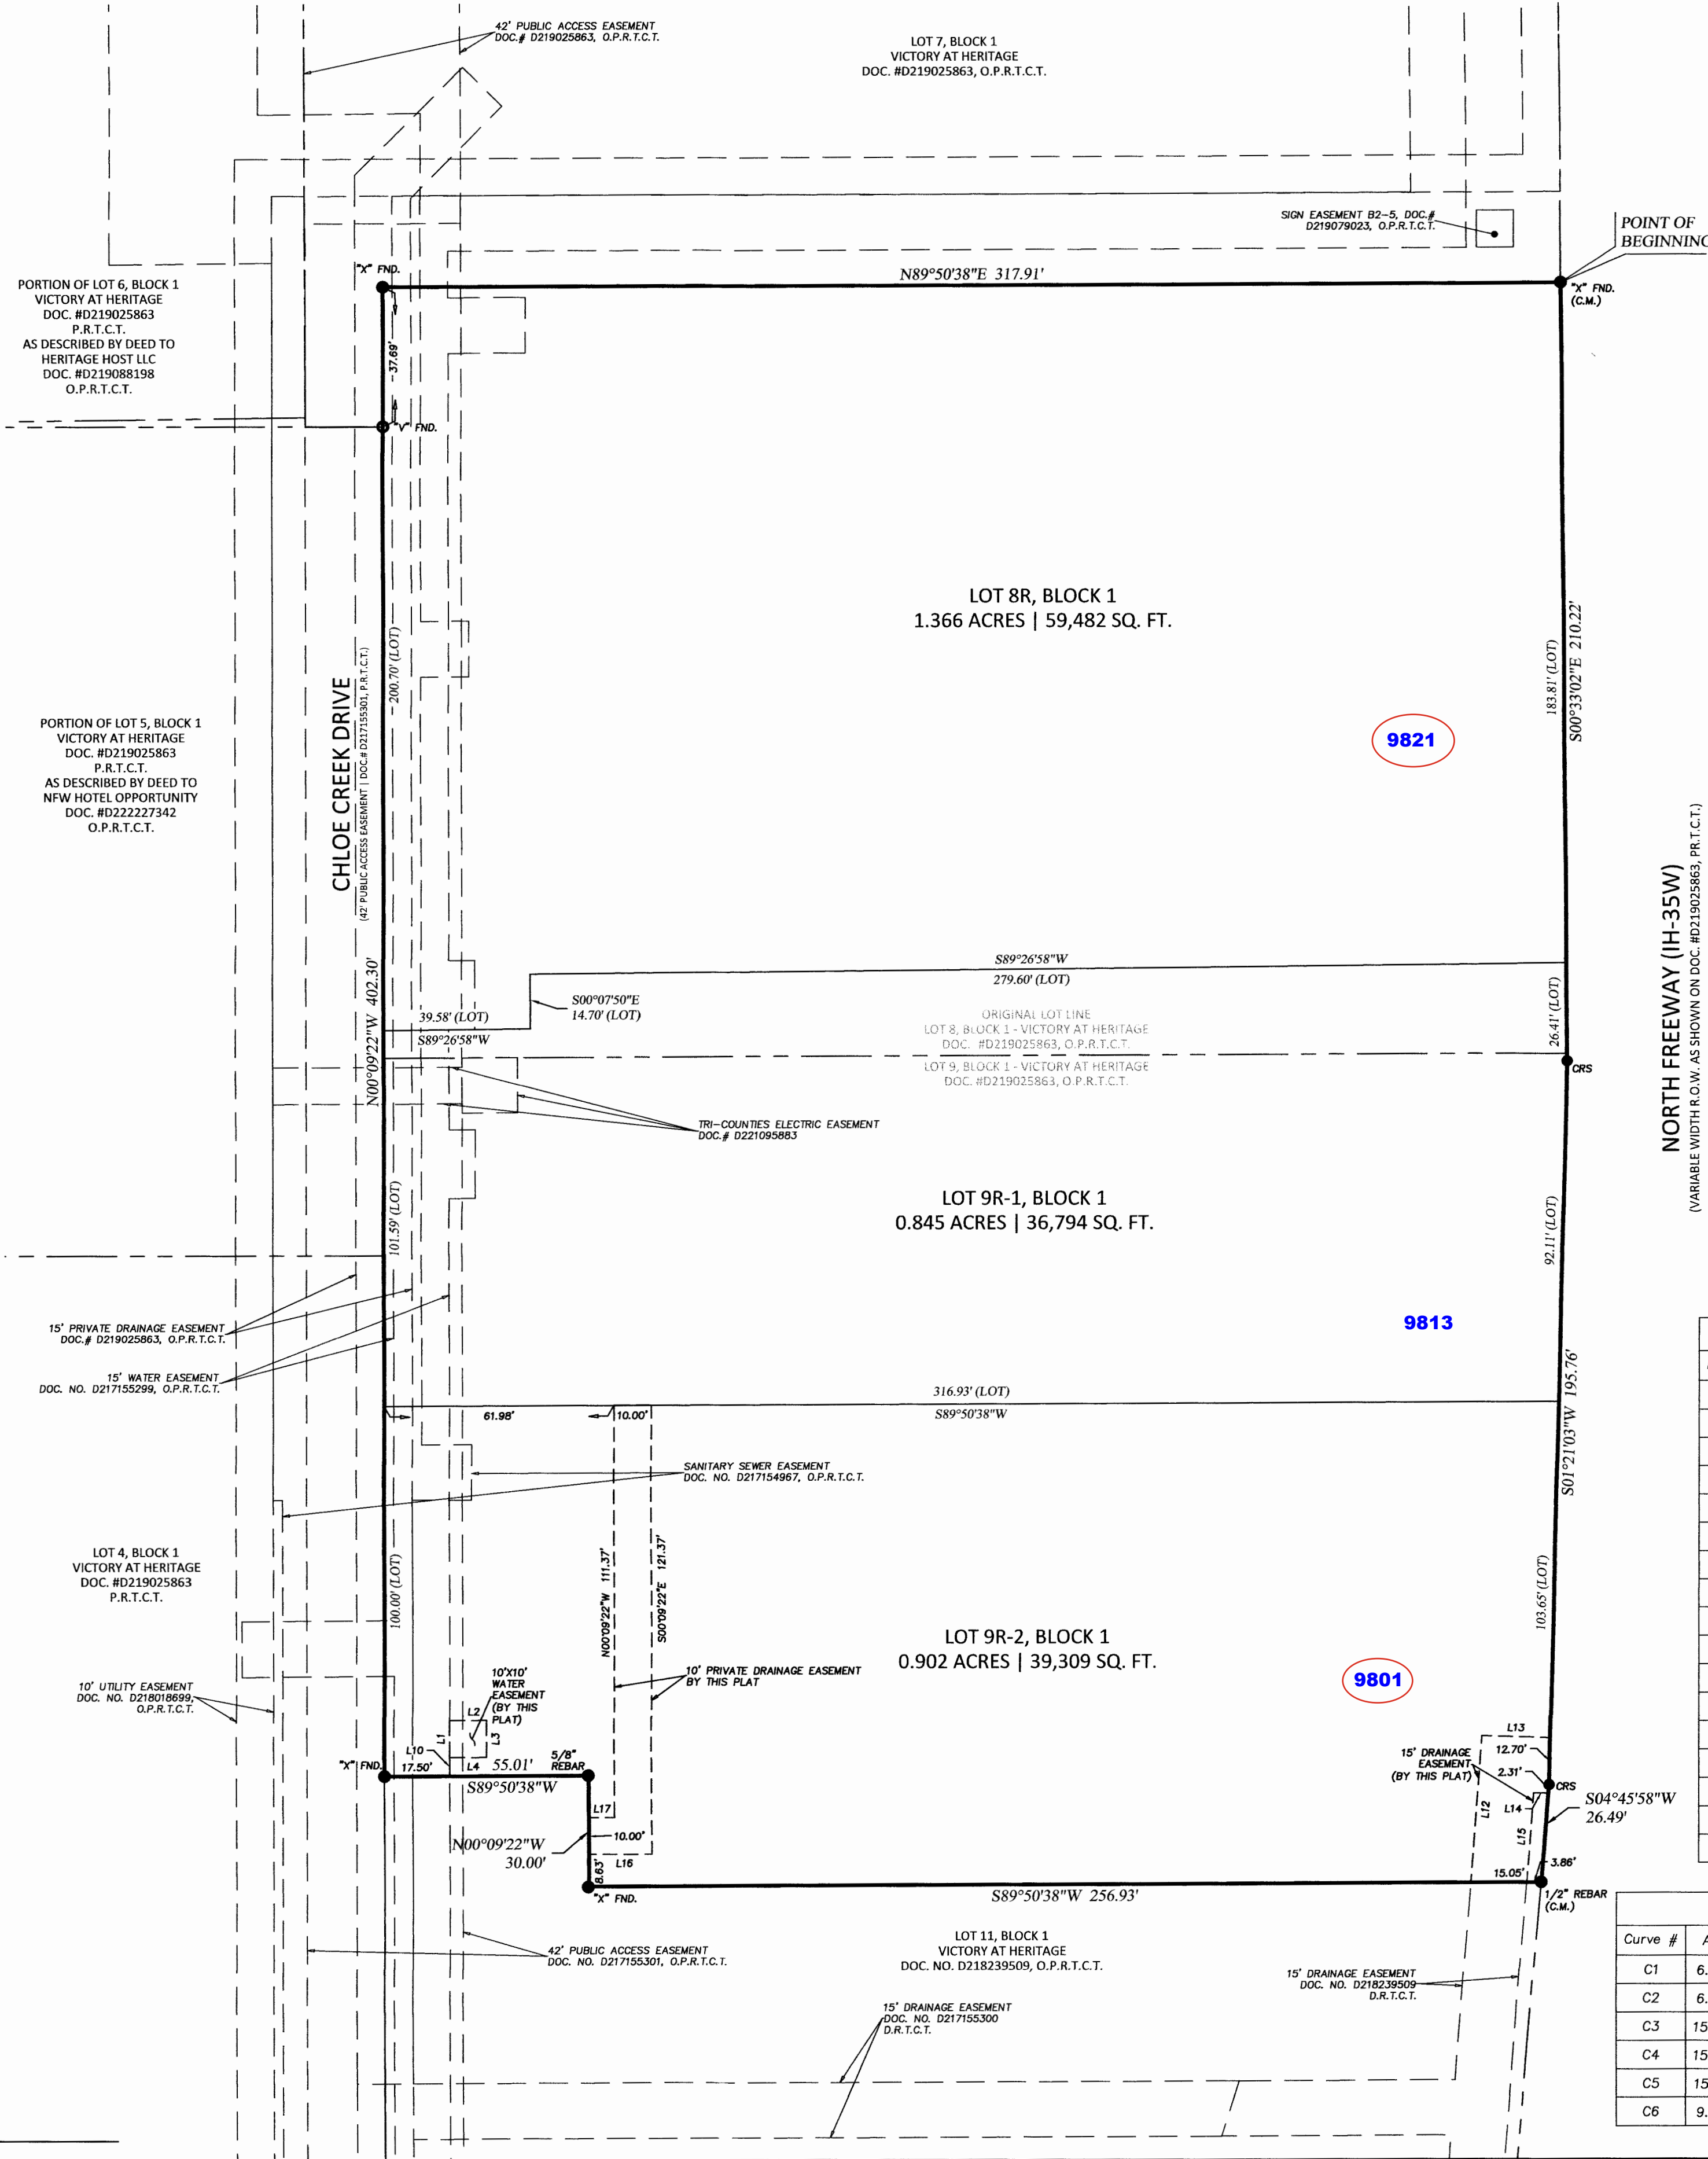 42' PUBLIC ACCESS EASEMENT
DOC.# D219025863, O.P.R.T.C.T.
LOT 7, BLOCK 1
VICTORY AT HERITAGE
DOC. #D219025863, O.P.R.T.C.T.
SIGN EASEMENT B2-5, DOC.#
D219079023, O.P.R.T.C.T.
POINT OF
BEGINNING
"X" FND.
N89°50'38"E 317.91'
"X" FND.
(C.M.)
PORTION OF LOT 6, BLOCK 1
VICTORY AT HERITAGE
DOC. #D219025863
P.R.T.C.T.
AS DESCRIBED BY DEED TO
HERITAGE HOST LLC
DOC. #D219088198
O.P.R.T.C.T.
37.69'
"V" FND.
LOT 8R, BLOCK 1
1.366 ACRES | 59,482 SQ. FT.
200.70' (LOT)
183.81' (LOT)
S00°33'02"E 210.22'
CHLOE CREEK DRIVE
(42' PUBLIC ACCESS EASEMENT | DOC.# D217155301, P.R.T.C.T.)
PORTION OF LOT 5, BLOCK 1
VICTORY AT HERITAGE
DOC. #D219025863
P.R.T.C.T.
AS DESCRIBED BY DEED TO
NFW HOTEL OPPORTUNITY
DOC. #D222227342
O.P.R.T.C.T.
9821
NORTH FREEWAY (IH-35W)
(VARIABLE WIDTH R.O.W. AS SHOWN ON DOC. #D219025863, PR.T.C.T.)
N00°09'22"W 402.30'
S89°26'58"W
279.60' (LOT)
S00°07'50"E
14.70' (LOT)
39.58' (LOT)
S89°26'58"W
26.41' (LOT)
ORIGINAL LOT LINE
LOT 8, BLOCK 1 - VICTORY AT HERITAGE
DOC. #D219025863, O.P.R.T.C.T.
LOT 9, BLOCK 1 - VICTORY AT HERITAGE
DOC. #D219025863, O.P.R.T.C.T.
CRS
TRI-COUNTIES ELECTRIC EASEMENT
DOC.# D221095883
LOT 9R-1, BLOCK 1
0.845 ACRES | 36,794 SQ. FT.
101.59' (LOT)
92.11' (LOT)
15' PRIVATE DRAINAGE EASEMENT
DOC.# D219025863, O.P.R.T.C.T.
9813
15' WATER EASEMENT
DOC. NO. D217155299, O.P.R.T.C.T.
S01°21'03"W 195.76'
316.93' (LOT)
S89°50'38"W
61.98'
10.00'
SANITARY SEWER EASEMENT
DOC. NO. D217154967, O.P.R.T.C.T.
LOT 4, BLOCK 1
VICTORY AT HERITAGE
DOC. #D219025863
P.R.T.C.T.
100.00' (LOT)
N00°09'22"W 111.37'
S00°09'22"E 121.37'
103.65' (LOT)
LOT 9R-2, BLOCK 1
0.902 ACRES | 39,309 SQ. FT.
9801
10' PRIVATE DRAINAGE EASEMENT
BY THIS PLAT
10' UTILITY EASEMENT
DOC. NO. D218018699,
O.P.R.T.C.T.
10'X10'
WATER
EASEMENT
(BY THIS
PLAT)
L2
L1
L3
L10
L4
17.50'
55.01'
5/8"
REBAR
"X" FND.
S89°50'38"W
L13
12.70'
15' DRAINAGE
EASEMENT
(BY THIS PLAT)
2.31'
CRS
L12
L14
L15
S04°45'58"W
26.49'
L17
10.00'
N00°09'22"W
30.00'
L16
8.63'
3.86'
15.05'
"X" FND.
S89°50'38"W 256.93'
1/2" REBAR
(C.M.)
LOT 11, BLOCK 1
VICTORY AT HERITAGE
DOC. NO. D218239509, O.P.R.T.C.T.
42' PUBLIC ACCESS EASEMENT
DOC. NO. D217155301, O.P.R.T.C.T.
15' DRAINAGE EASEMENT
DOC. NO. D218239509
D.R.T.C.T.
15' DRAINAGE EASEMENT
DOC. NO. D217155300
D.R.T.C.T.
Curve #
C1 6.
C2 6.
C3 15
C4 15
C5 15
C6 9.